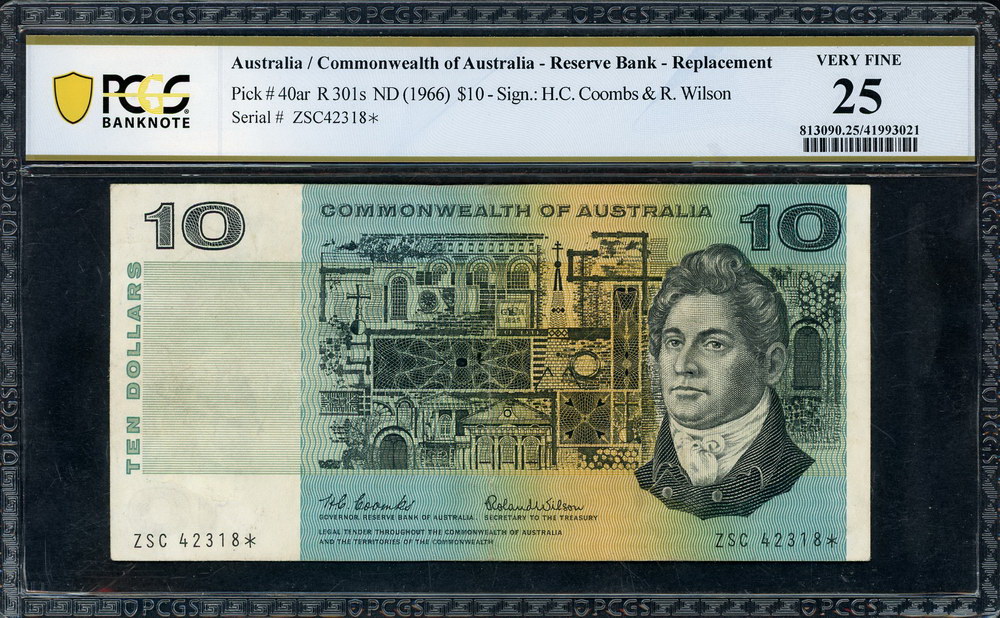 PCGS
BANKNOTE
Australia / Commonwealth of Australia - Reserve Bank - Replacement
Pick # 40ar R 301s ND (1966) $10 - Sign.: H.C. Coombs & R. Wilson
Serial # ZSC42318*
VERY FINE
25
813090.25/41993021
10
COMMONWEALTH OF AUSTRALIA
10
TEN DOLLARS
H.C. Coombs
GOVERNOR, RESERVE BANK OF AUSTRALIA
Roland Wilson
SECRETARY TO THE TREASURY
LEGAL TENDER THROUGHOUT THE COMMONWEALTH OF AUSTRALIA
AND THE TERRITORIES OF THE COMMONWEALTH
ZSC 42318*
ZSC 42318*